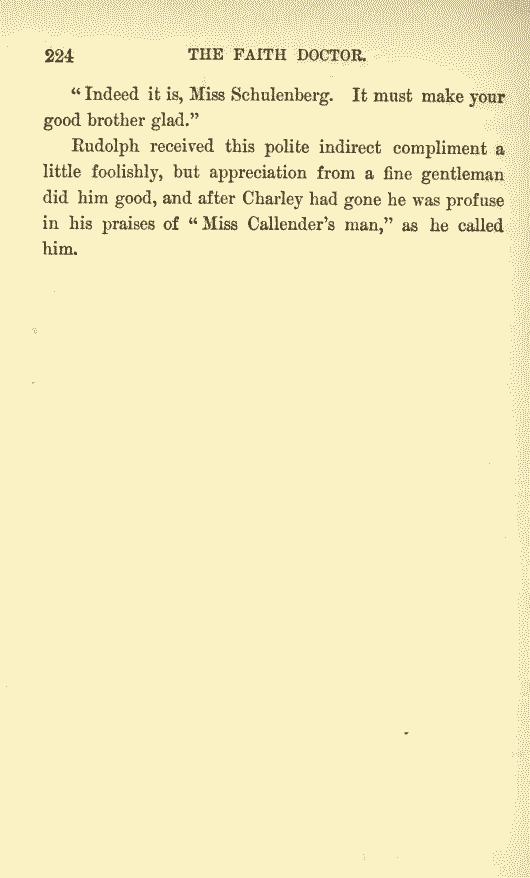 224 THE FAITH DOCTOR.
“ Indeed it is, Miss Schulenberg. It must make your
good brother glad.”
Rudolph received this polite indirect compliment a
little foolishly, but appreciation from a fine gentleman
did him good, and after Charley had gone he was profuse
in his praises of “ Miss Callender’s man,” as he called
him.